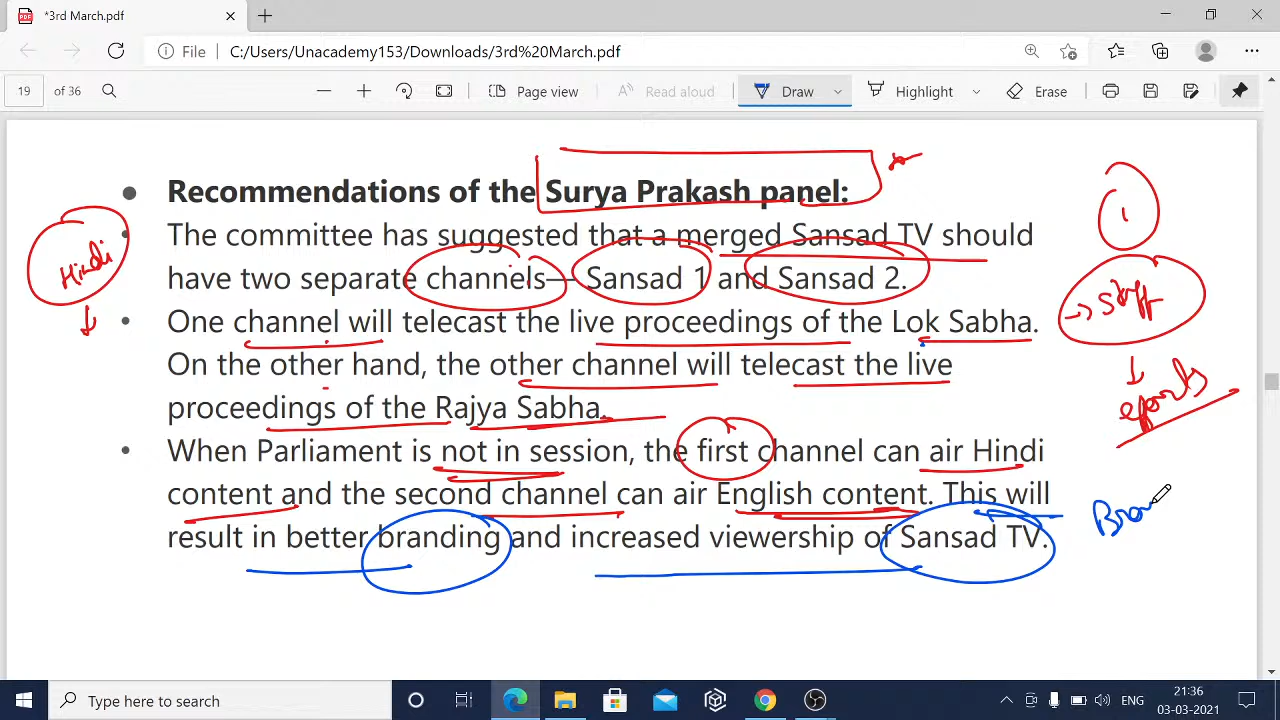 *3rd March.pdf
File C:/Users/Unacademy153/Downloads/3rd%20March.pdf
19 of 36 Page view Read aloud Draw Highlight Erase
Recommendations of the Surya Prakash panel:
The committee has suggested that a merged Sansad TV should
have two separate channels— Sansad 1 and Sansad 2.
One channel will telecast the live proceedings of the Lok Sabha.
On the other hand, the other channel will telecast the live
proceedings of the Rajya Sabha.
When Parliament is not in session, the first channel can air Hindi
content and the second channel can air English content. This will
result in better branding and increased viewership of Sansad TV.
Hindi
1
Staff
Type here to search
ENG
21:36
03-03-2021